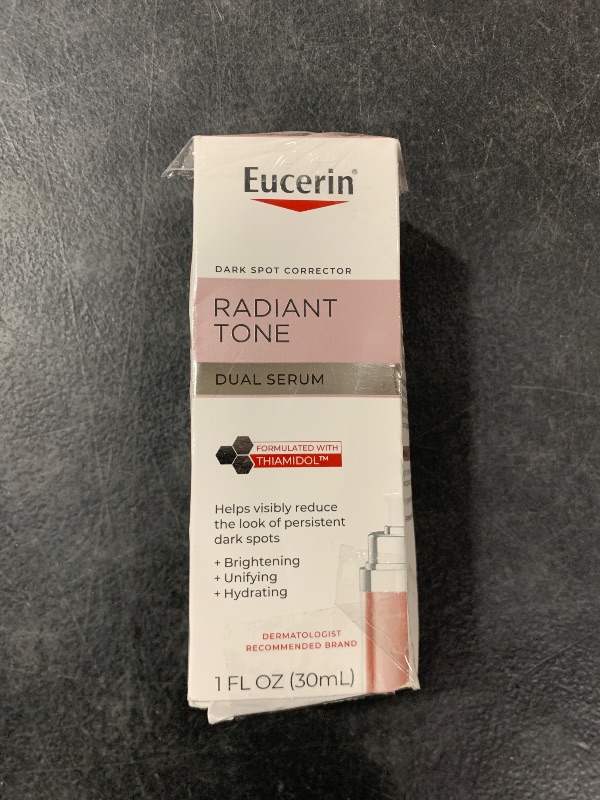 Eucerin®
DARK SPOT CORRECTOR
RADIANT
TONE
DUAL SERUM
FORMULATED WITH
THIAMIDOL™
Helps visibly reduce
the look of persistent
dark spots
+ Brightening
+ Unifying
+ Hydrating
DERMATOLOGIST
RECOMMENDED BRAND
1 FL OZ (30mL)